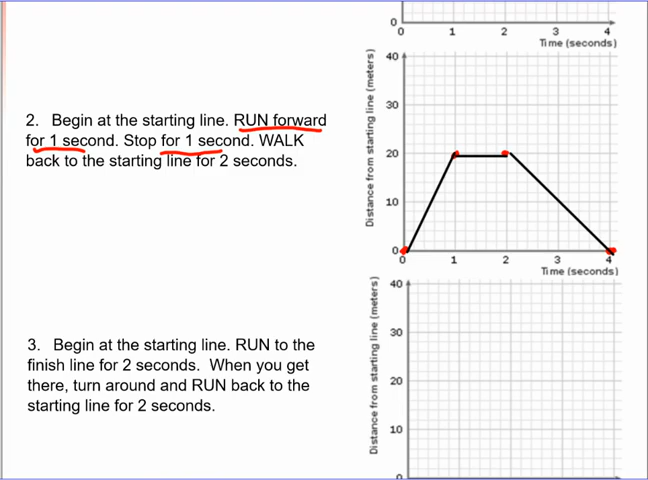 0
0 1 2 3 4
Time (seconds)
2. Begin at the starting line. RUN forward
for 1 second. Stop for 1 second. WALK
back to the starting line for 2 seconds.
Distance from starting line (meters)
40
30
20
10
0
0 1 2 3 4
Time (seconds)
3. Begin at the starting line. RUN to the
finish line for 2 seconds. When you get
there, turn around and RUN back to the
starting line for 2 seconds.
Distance from starting line (meters)
40
30
20
10
0